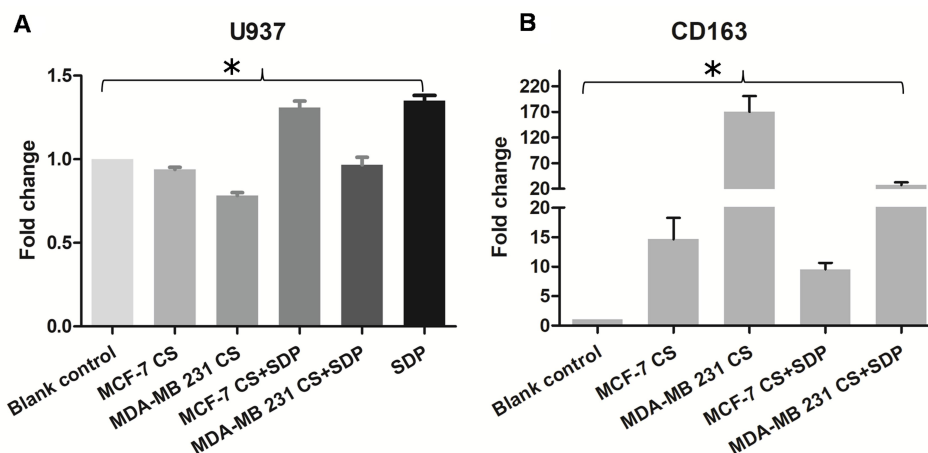 A
U937
*
Fold change
1.5
1.0
0.5
0.0
Blank control
MCF-7 CS
MDA-MB 231 CS
MCF-7 CS+SDP
MDA-MB 231 CS+SDP
SDP
B
CD163
*
Fold change
220
170
120
70
20
20
15
10
5
0
Blank control
MCF-7 CS
MDA-MB 231 CS
MCF-7 CS+SDP
MDA-MB 231 CS+SDP